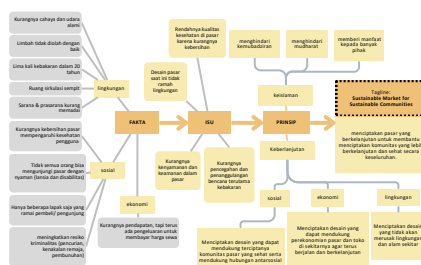 Kurangnya cahaya dan udara
alami
Limbah tidak diolah dengan
baik
Lima kali kebakaran dalam 20
tahun
Ruang sirkulasi sempit
Sarana & prasarana kurang
memadai
lingkungan
Kurangnya kebersihan pasar
mempengaruhi kesehatan
pengguna
Tidak semua orang bisa
mengunjungi pasar dengan
nyaman (lansia dan disabilitas)
Hanya beberapa lapak saja yang
ramai pembeli/ pengunjung
meningkatkan resiko
kriminalitas (pencurian,
kenakalan remaja,
pembunuhan)
sosial
FAKTA
ekonomi
Kurangnya pendapatan, tapi terus
ada pengeluaran untuk
membayar harga sewa
Rendahnya kualitas
kesehatan di pasar
karena kurangnya
kebersihan
Desain pasar
saat ini tidak
ramah
lingkungan
ISU
Kurangnya
kenyamanan dan
keamanan dalam
pasar
Kurangnya
pencegahan dan
penanggulangan
bencana terutama
kebakaran
menghindari
kemubadziran
menghindari
mudharat
memberi manfaat
kepada banyak
pihak
keislaman
PRINSIP
Keberlanjutan
sosial
ekonomi
lingkungan
Menciptakan desain yang dapat
mendukung terciptanya
komunitas pasar yang sehat serta
mendukung hubungan antarsosial
Menciptakan desain yang
dapat mendukung
perekonomian pasar dan toko
di sekitarnya agar terus
berjalan dan berkelanjutan
Menciptakan desain
yang tidak akan
merusak lingkungan
dan alam sekitar
Tagline:
Sustainable Market for
Sustainable Communities
menciptakan pasar yang
berkelanjutan untuk membantu
menciptakan komunitas yang lebih
berkelanjutan dan sehat secara
keseluruhan.